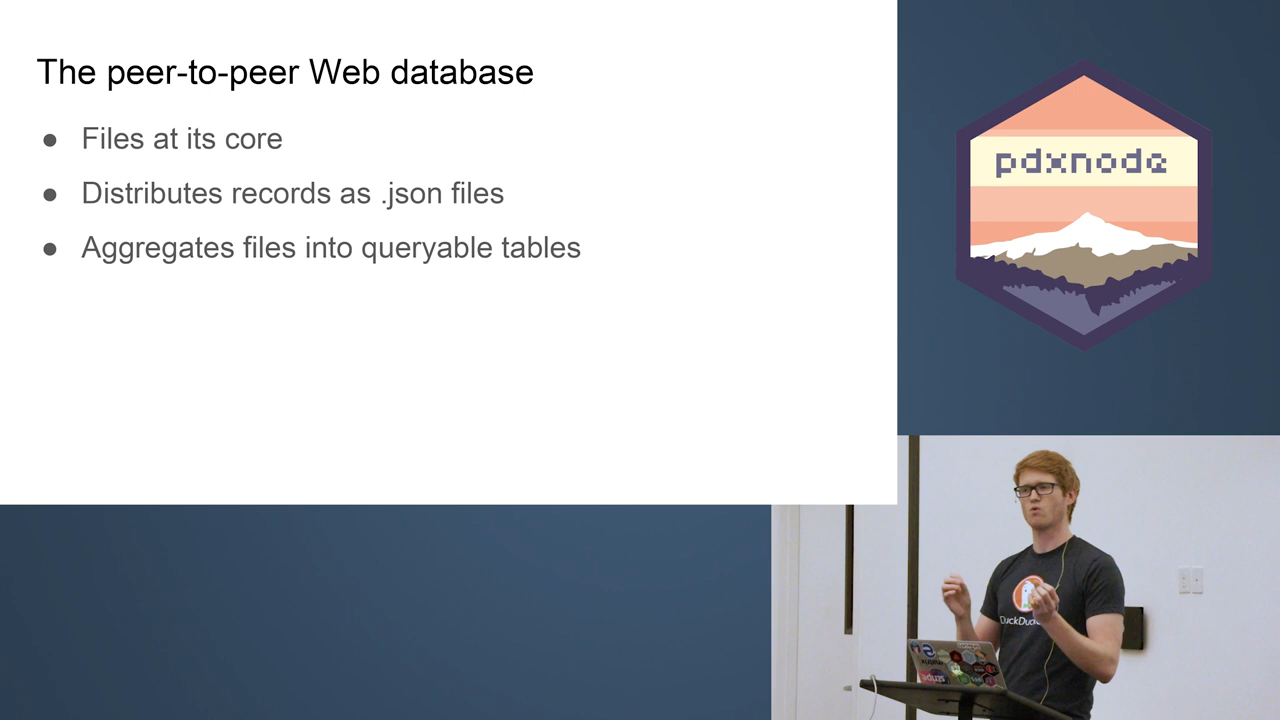 The peer-to-peer Web database
● Files at its core
● Distributes records as .json files
● Aggregates files into queryable tables
pdxnode
DuckDuck